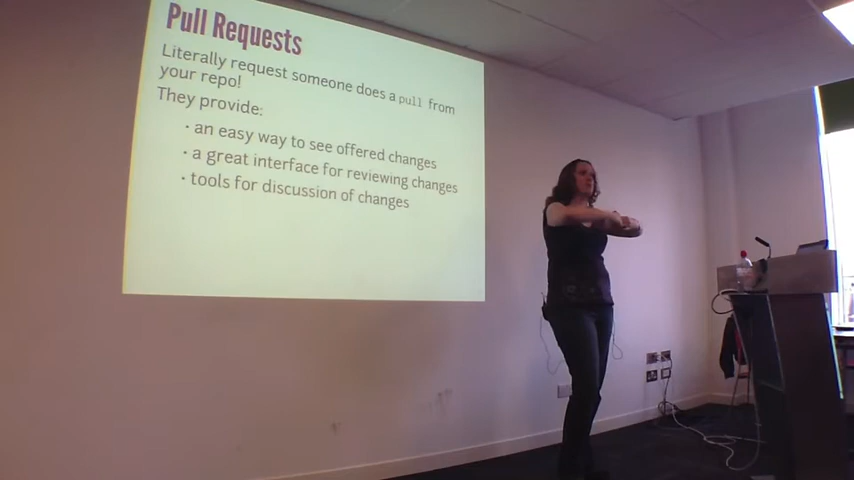 Pull Requests
Literally request someone does a pull from
your repo!
They provide:
· an easy way to see offered changes
· a great interface for reviewing changes
· tools for discussion of changes